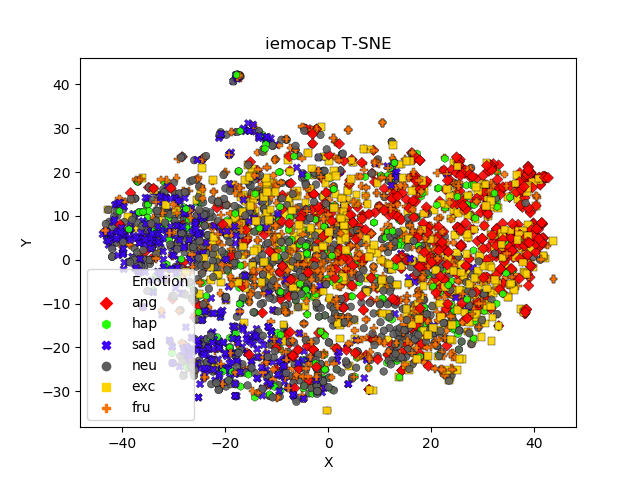 iemocap T-SNE
Y
40
30
20
10
0
−10
−20
−30
Emotion
ang
hap
sad
neu
exc
fru
−40
−20
0
20
40
X